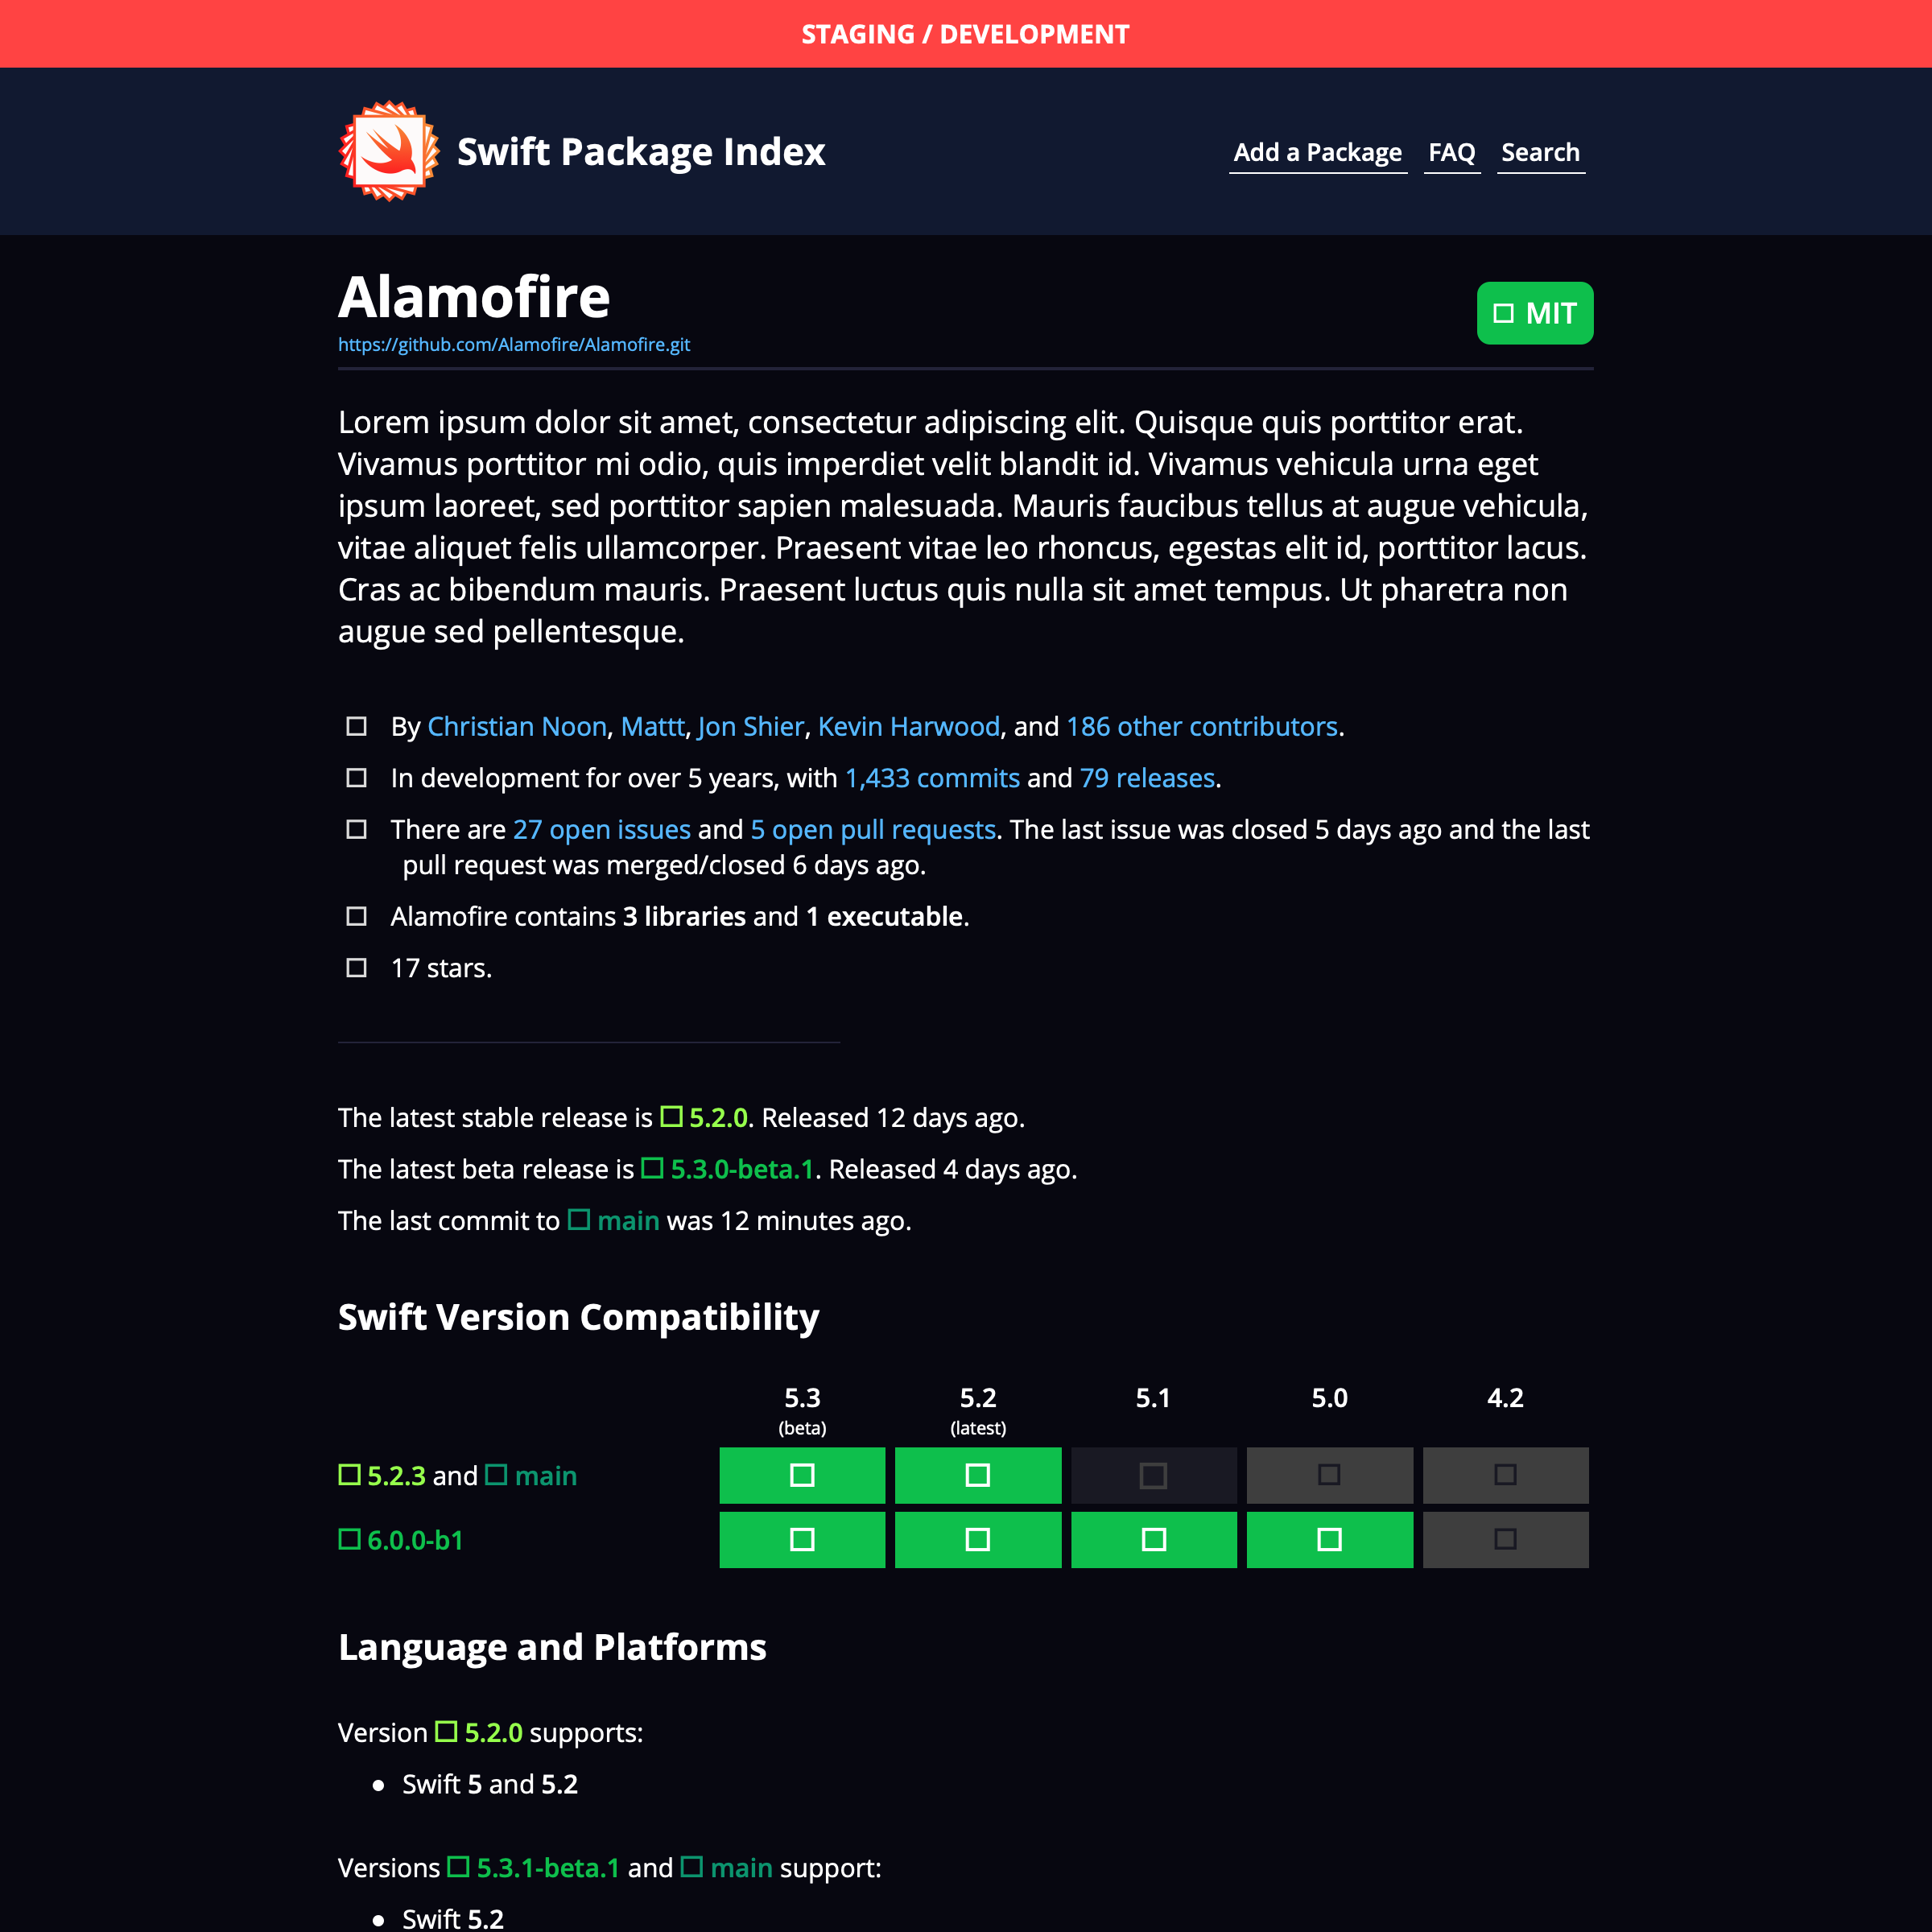 STAGING / DEVELOPMENT
Swift Package Index
Add a Package FAQ Search
Alamofire
MIT
https://github.com/Alamofire/Alamofire.git
Lorem ipsum dolor sit amet, consectetur adipiscing elit. Quisque quis porttitor erat.
Vivamus porttitor mi odio, quis imperdiet velit blandit id. Vivamus vehicula urna eget
ipsum laoreet, sed porttitor sapien malesuada. Mauris faucibus tellus at augue vehicula,
vitae aliquet felis ullamcorper. Praesent vitae leo rhoncus, egestas elit id, porttitor lacus.
Cras ac bibendum mauris. Praesent luctus quis nulla sit amet tempus. Ut pharetra non
augue sed pellentesque.
By Christian Noon, Mattt, Jon Shier, Kevin Harwood, and 186 other contributors.
In development for over 5 years, with 1,433 commits and 79 releases.
There are 27 open issues and 5 open pull requests. The last issue was closed 5 days ago and the last
pull request was merged/closed 6 days ago.
Alamofire contains 3 libraries and 1 executable.
17 stars.
The latest stable release is 5.2.0. Released 12 days ago.
The latest beta release is 5.3.0-beta.1. Released 4 days ago.
The last commit to main was 12 minutes ago.
Swift Version Compatibility
5.3 5.2 5.1 5.0 4.2
(beta) (latest)
5.2.3 and main
6.0.0-b1
Language and Platforms
Version 5.2.0 supports:
• Swift 5 and 5.2
Versions 5.3.1-beta.1 and main support:
• Swift 5.2